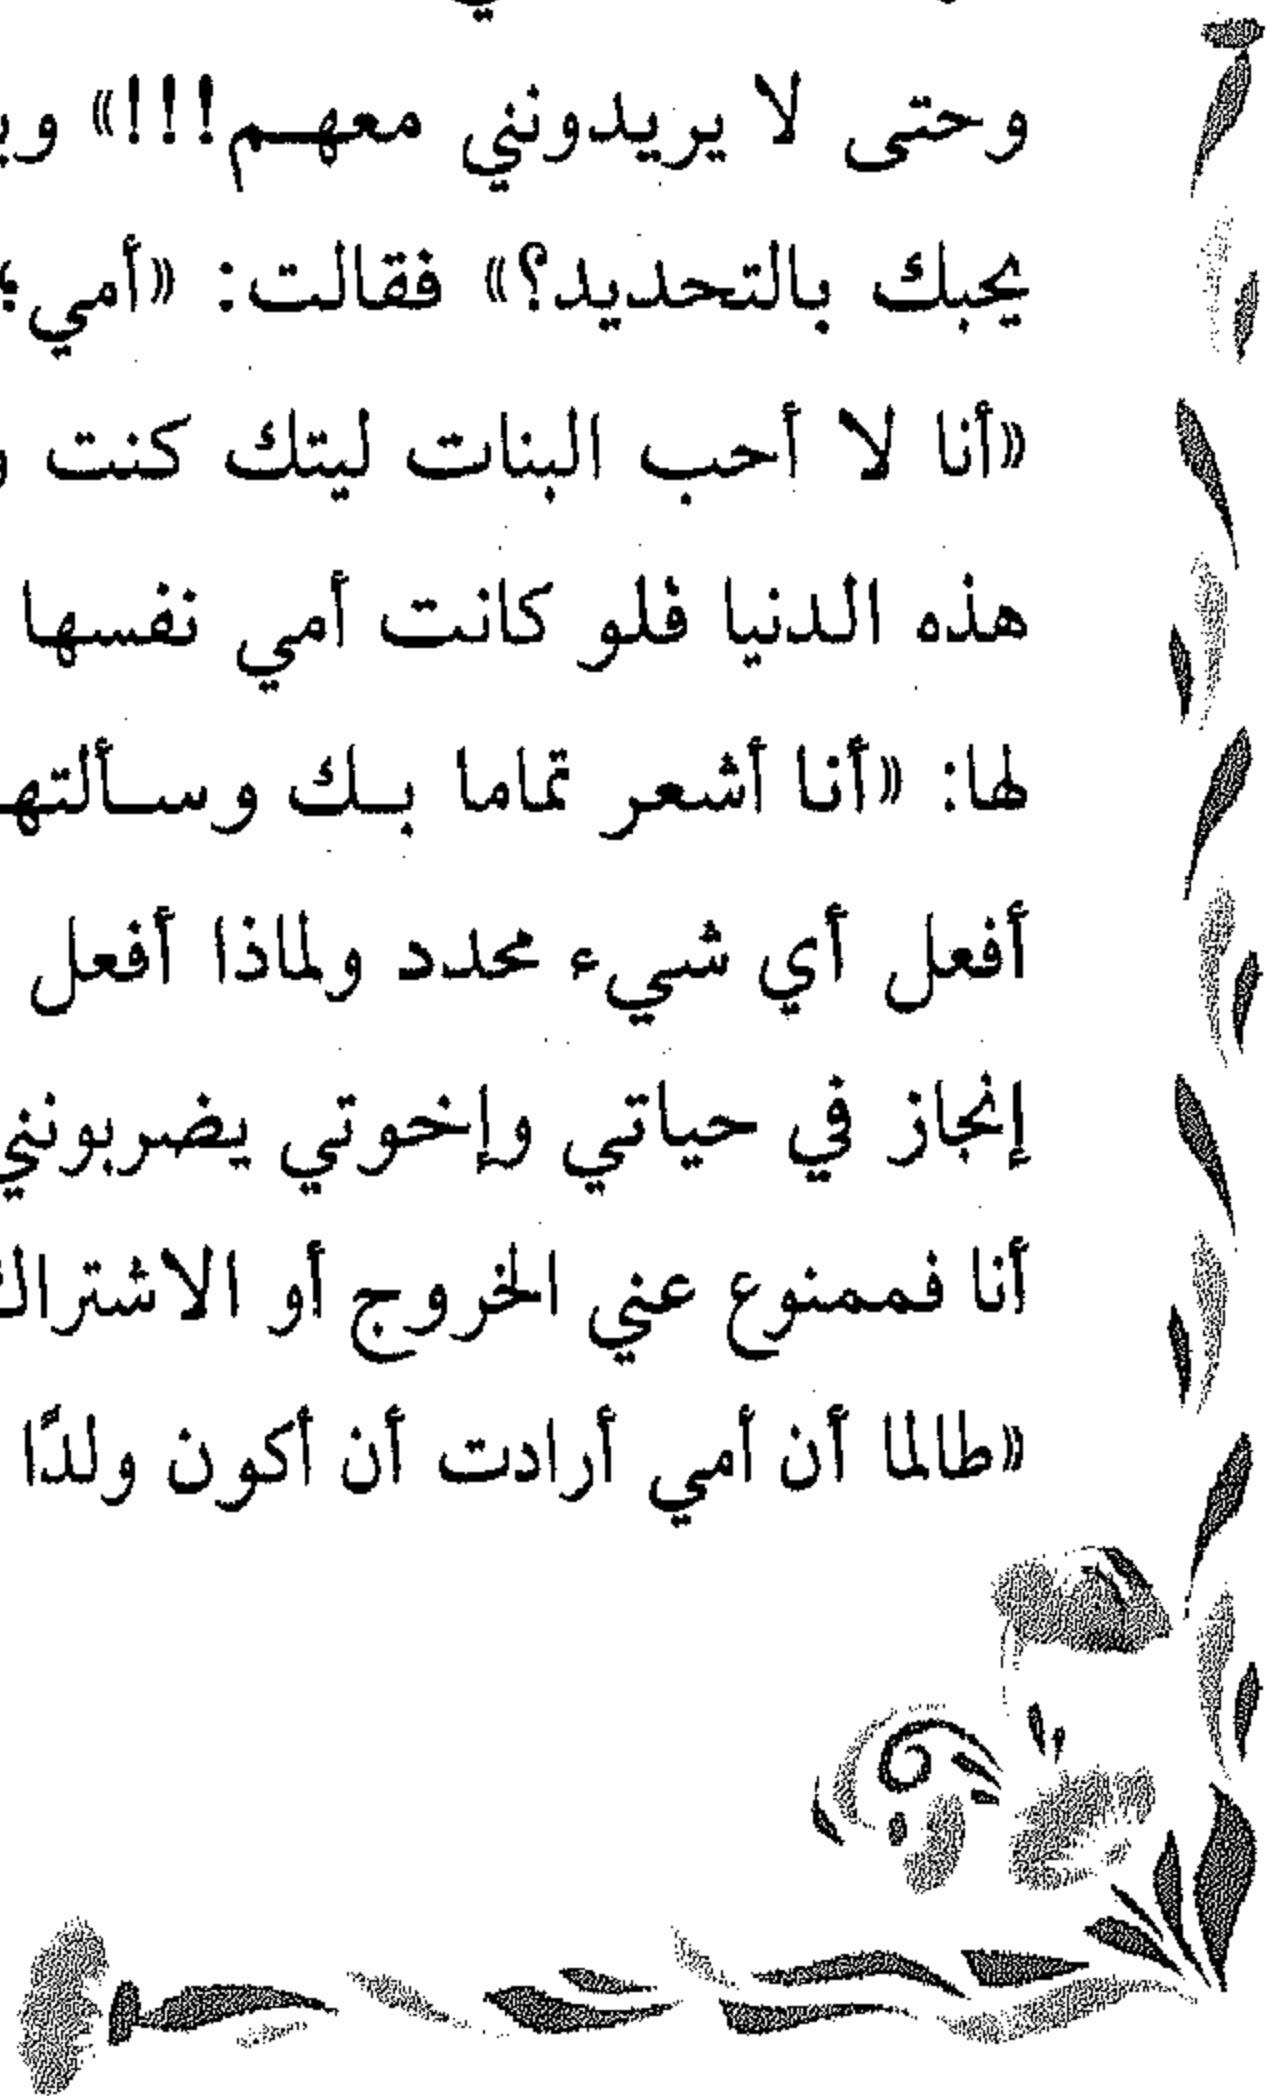 وحتى لا يريدونني معهم!!!»
يحبك بالتحديد؟» فقالت: «أمي؛
«أنا لا أحب البنات ليتك كنت
هذه الدنيا فلو كانت أمي نفسها
لها: «أنا أشعر تماما بك وسألتها
أفعل أي شيء محدد ولماذا أفعل
إنجاز في حياتي وإخوتي يضربونني
أنا فممنوع عني الخروج أو الاشتراك
«طالما أن أمي أرادت أن أكون ولدًا